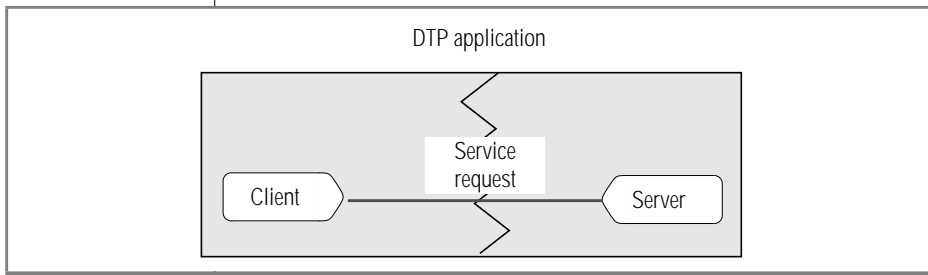 DTP application
Service
request
Client
Server